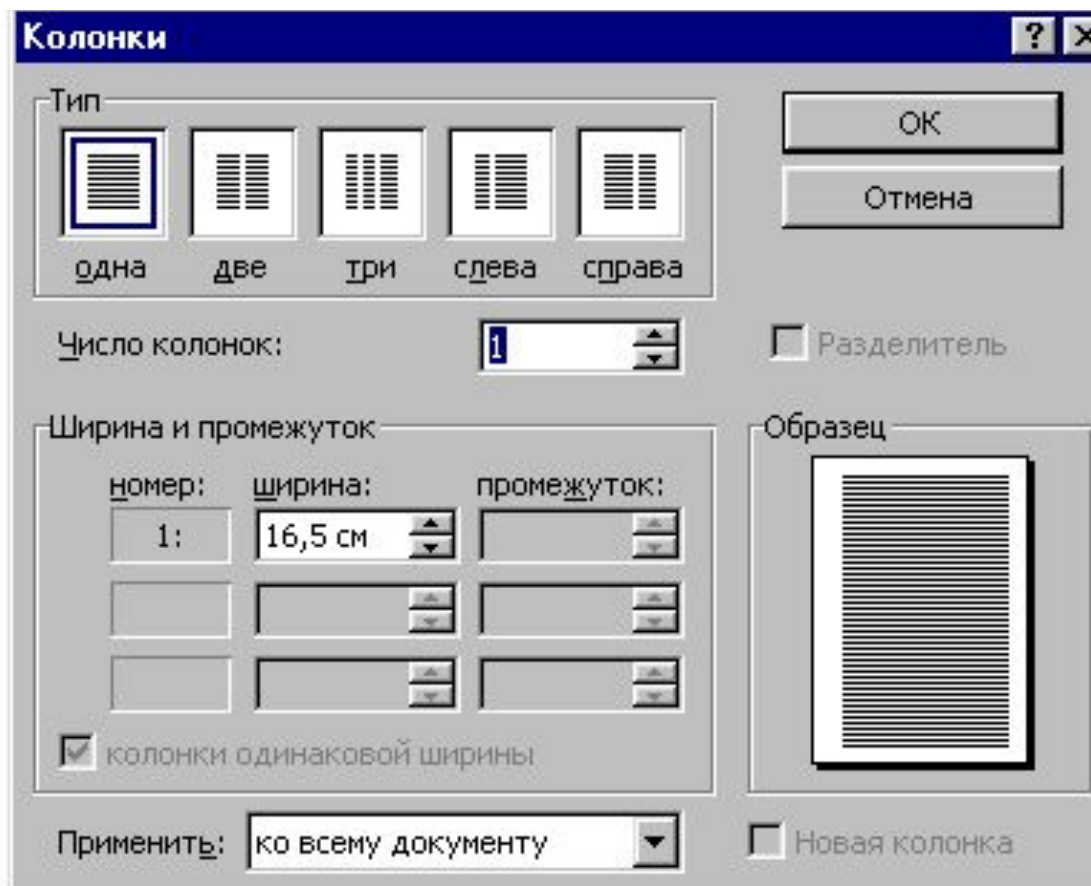 Колонки
Тип
одна две три слева справа
ОК
Отмена
Число колонок: 1
Разделитель
Ширина и промежуток
номер: ширина: промежуток:
1: 16,5 см
колонки одинаковой ширины
Образец
Применить: ко всему документу
Новая колонка